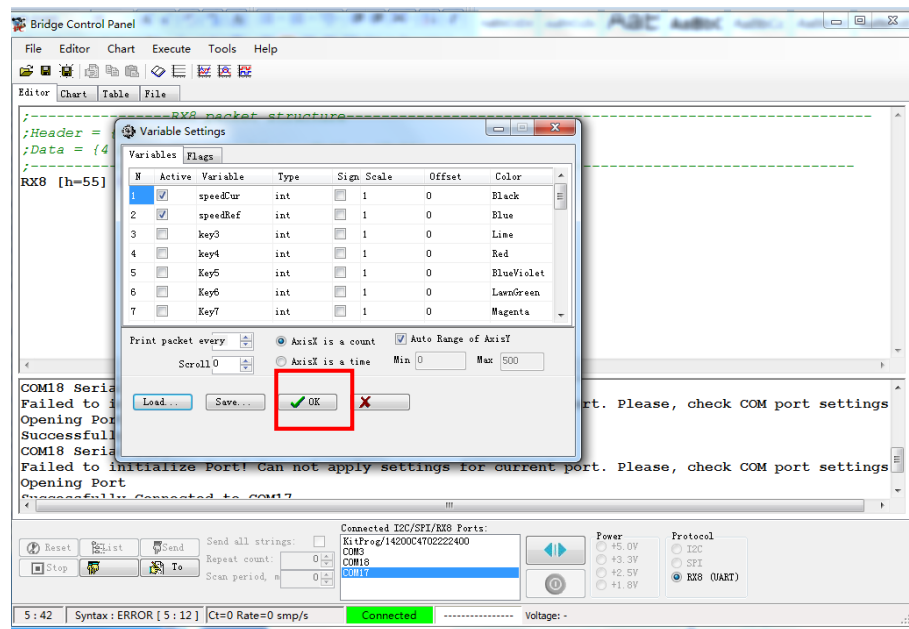 Bridge Control Panel
File Editor Chart Execute Tools Help
Editor Chart Table File
;-----------------RX8 packet structure-----------------
;Header =
;Data = {4
;-----------------
RX8 [h=55]
Variable Settings
Variables Flags
N Active Variable Type Sign Scale Offset Color
1 speedCur int 1 0 Black
2 speedRef int 1 0 Blue
3 key3 int 1 0 Lime
4 key4 int 1 0 Red
5 Key5 int 1 0 BlueViolet
6 Key6 int 1 0 LawnGreen
7 Key7 int 1 0 Magenta
Print packet every AxisX is a count Auto Range of AxisY
Scroll 0 AxisX is a time Min 0 Max 500
Load... Save... OK
COM18 Seria
Failed to i rt. Please, check COM port settings
Opening Por
Successfull
COM18 Seria
Failed to initialize Port! Can not apply settings for current port. Please, check COM port settings
Opening Port
Successfully Connected to COM17
Connected I2C/SPI/RX8 Ports:
Reset List Send Send all strings: KitProg/14200C4702222400
COM3
Stop To Repeat count: 0 COM18
Scan period, m 0 COM17
Power
+5.0V
+3.3V
+2.5V
+1.8V
Protocol
I2C
SPI
RX8 (UART)
5 : 42 Syntax : ERROR [ 5 : 12 ] Ct=0 Rate=0 smp/s Connected ---------------- Voltage: -